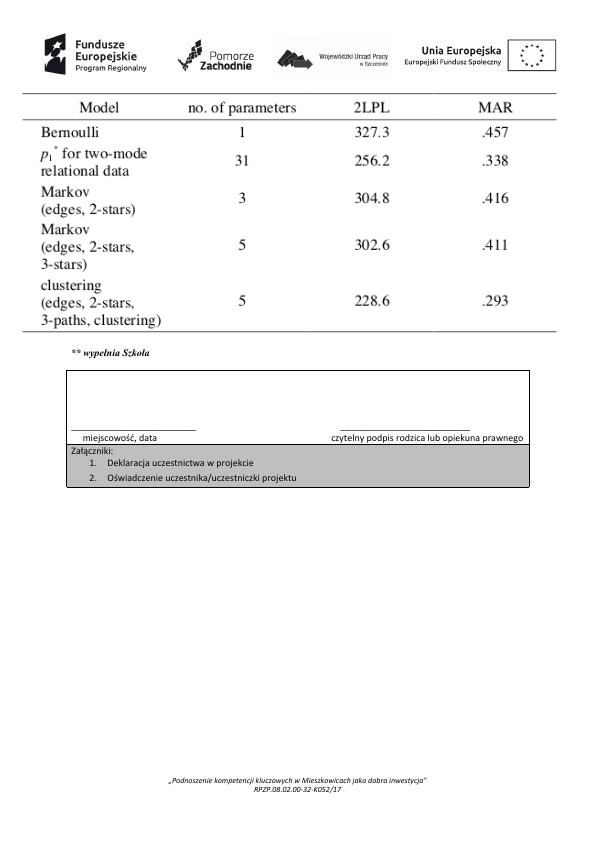 Fundusze
Europejskie
Program Regionalny
Pomorze
Zachodnie
Wojewódzki Urząd Pracy
w Szczecinie
Unia Europejska
Europejski Fundusz Społeczny
Model no. of parameters 2LPL MAR
Bernoulli 1 327.3 .457
p₁* for two-mode
relational data 31 256.2 .338
Markov
(edges, 2-stars) 3 304.8 .416
Markov
(edges, 2-stars,
3-stars) 5 302.6 .411
clustering
(edges, 2-stars,
3-paths, clustering) 5 228.6 .293
** wypełnia Szkoła
miejscowość, data czytelny podpis rodzica lub opiekuna prawnego
Załączniki:
1. Deklaracja uczestnictwa w projekcie
2. Oświadczenie uczestnika/uczestniczki projektu
„Podnoszenie kompetencji kluczowych w Mieszkowicach jako dobra inwestycja"
RPZP.08.02.00-32-K052/17